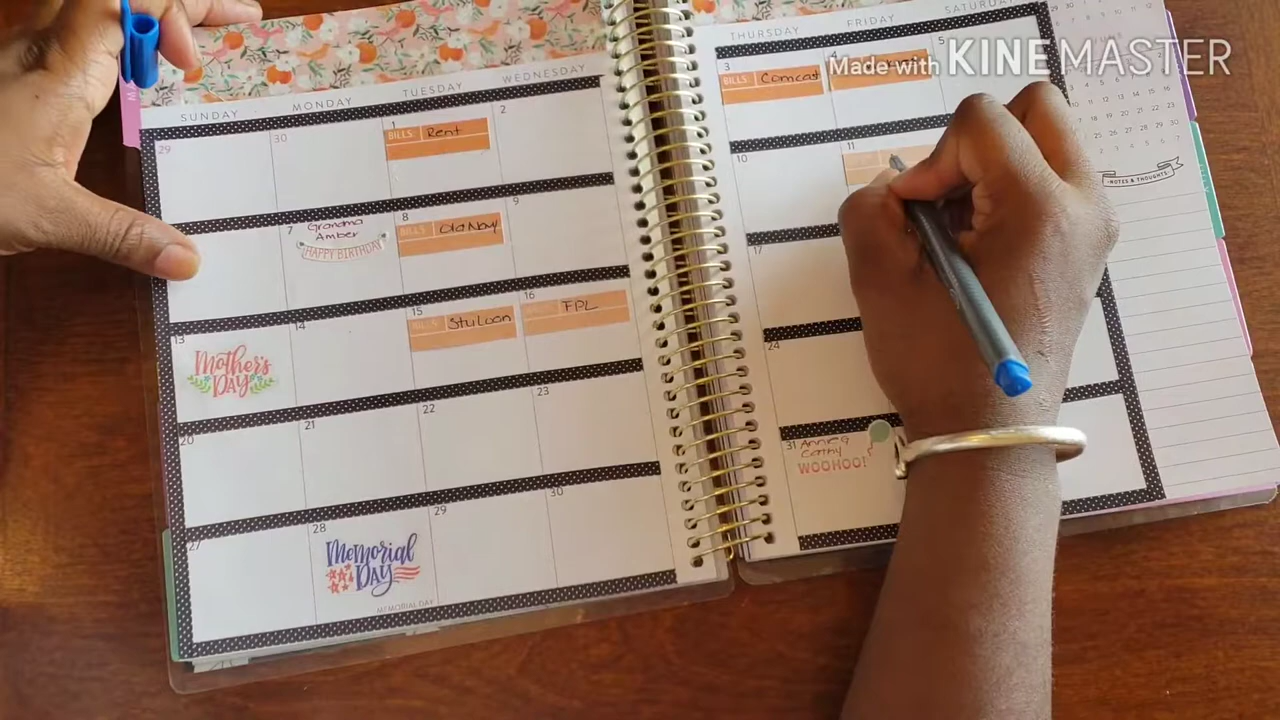 Made with KINEMASTER
SUNDAY
MONDAY
TUESDAY
WEDNESDAY
THURSDAY
FRIDAY
SATURDAY
29
30
1
BILLS: Rent
2
3
BILLS: Comcast
4
5
7
Grandma
Amber
HAPPY BIRTHDAY
8
BILLS: Old Navy
9
10
11
13
Mother's
DAY
14
15
BILLS: Stu Loan
16
FPL
17
20
21
22
23
24
27
28
Memorial
DAY
MEMORIAL DAY
29
30
31
Annie &
Cathy
WOOHOO!
NOTES & THOUGHTS